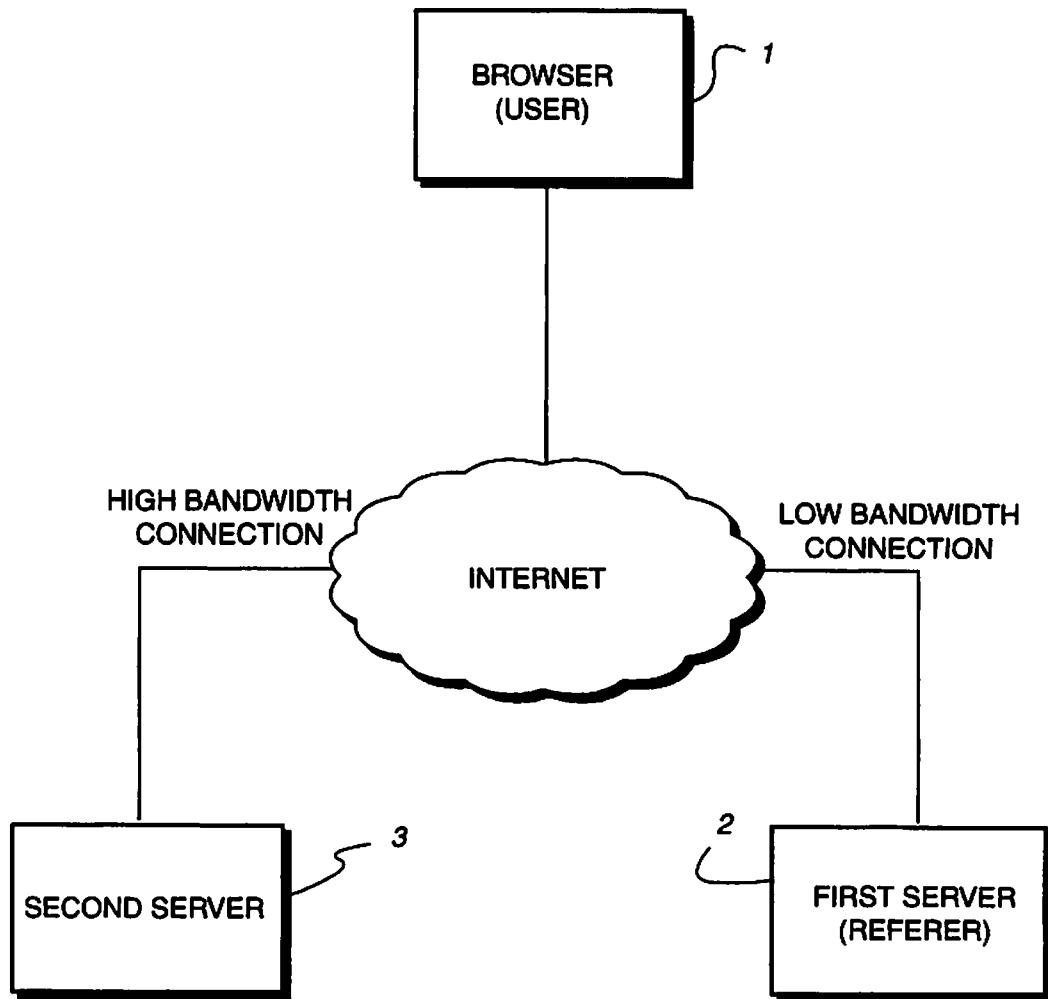 BROWSER
(USER)
1
HIGH BANDWIDTH
CONNECTION
INTERNET
LOW BANDWIDTH
CONNECTION
SECOND SERVER
3
2
FIRST SERVER
(REFERER)